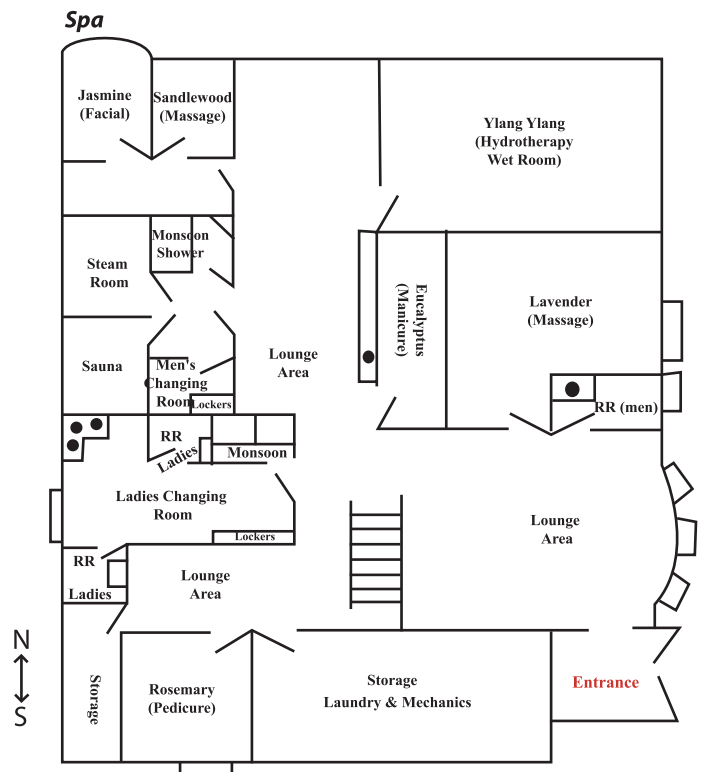 Spa
Jasmine
(Facial)
Sandlewood
(Massage)
Ylang Ylang
(Hydrotherapy
Wet Room)
Monsoon
Shower
Steam
Room
Eucalyptus
(Manicure)
Lavender
(Massage)
Lounge
Area
Sauna
Men's
Changing
Room
Lockers
RR (men)
RR
Ladies
Monsoon
Ladies Changing
Room
Lockers
Lounge
Area
RR
Ladies
Lounge
Area
N
S
Storage
Rosemary
(Pedicure)
Storage
Laundry & Mechanics
Entrance